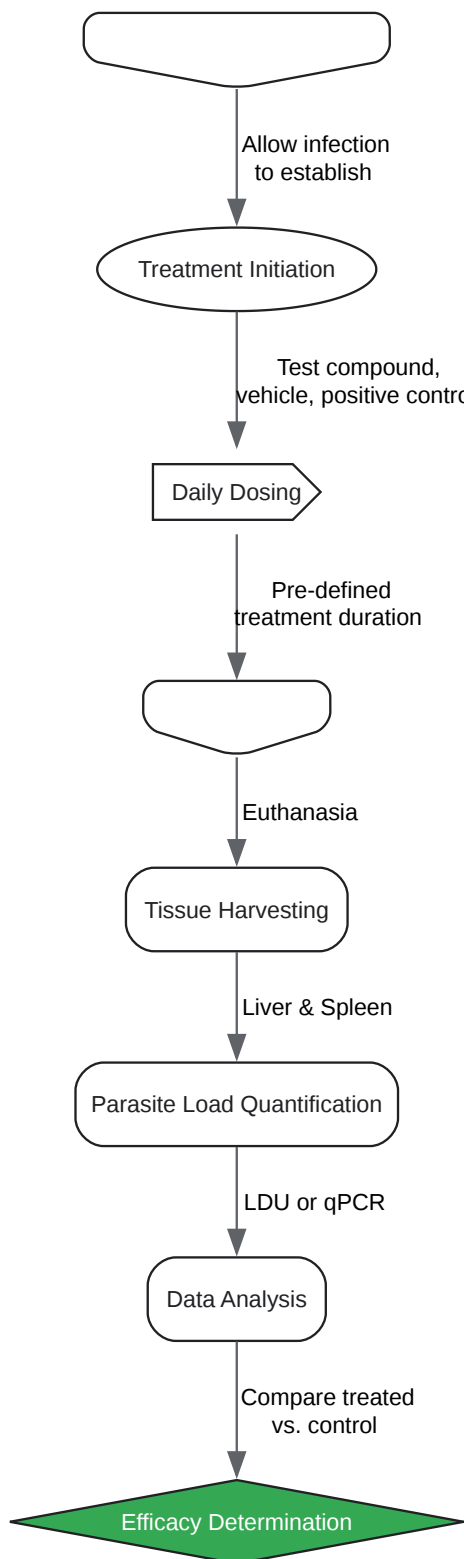 Allow infection
to establish
Treatment Initiation
Test compound,
vehicle, positive contro
Daily Dosing
Pre-defined
treatment duration
Euthanasia
Tissue Harvesting
Liver & Spleen
Parasite Load Quantification
LDU or qPCR
Data Analysis
Compare treated
vs. control
Efficacy Determination